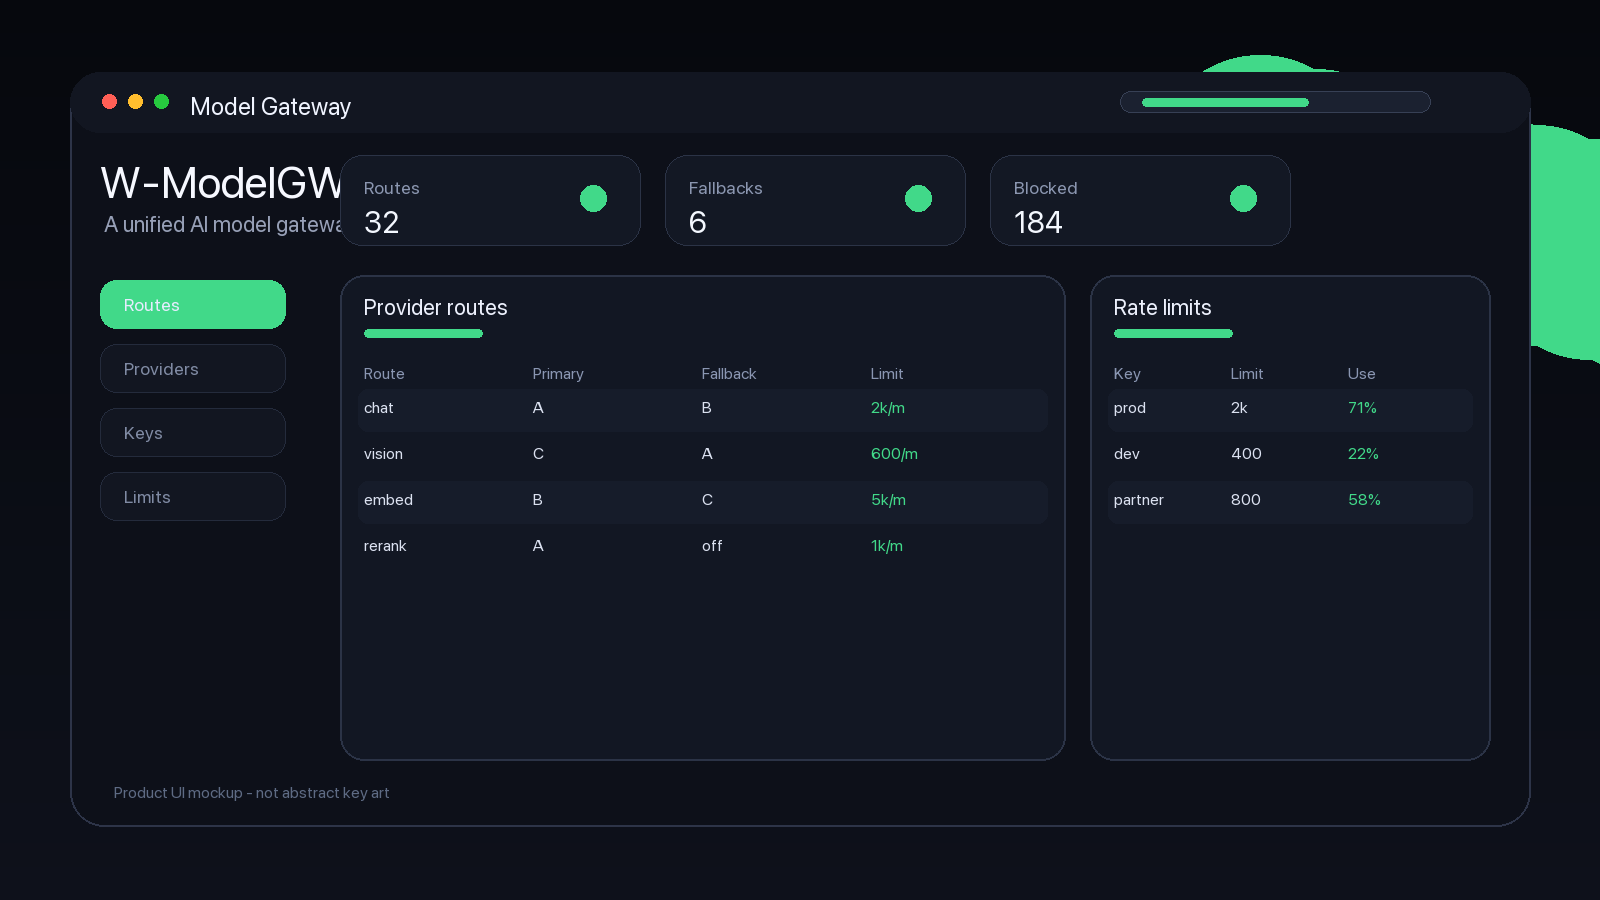 Model Gateway
W-ModelGW
A unified AI model gatewa
Routes
32
Fallbacks
6
Blocked
184
Routes
Providers
Keys
Limits
Provider routes
Route Primary Fallback Limit
chat A B 2k/m
vision C A 600/m
embed B C 5k/m
rerank A off 1k/m
Rate limits
Key Limit Use
prod 2k 71%
dev 400 22%
partner 800 58%
Product UI mockup - not abstract key art